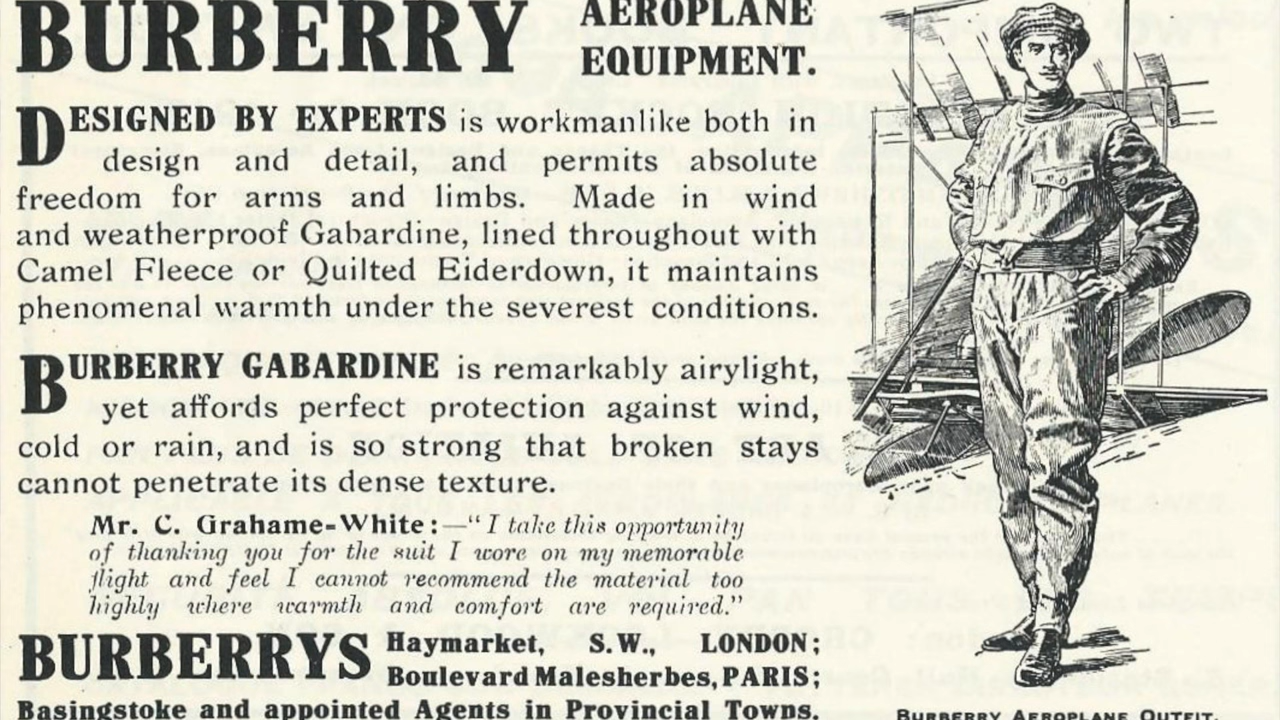 BURBERRY AEROPLANE
EQUIPMENT.
DESIGNED BY EXPERTS is workmanlike both in
design and detail, and permits absolute
freedom for arms and limbs. Made in wind
and weatherproof Gabardine, lined throughout with
Camel Fleece or Quilted Eiderdown, it maintains
phenomenal warmth under the severest conditions.
BURBERRY GABARDINE is remarkably airylight,
yet affords perfect protection against wind,
cold or rain, and is so strong that broken stays
cannot penetrate its dense texture.
Mr. C. Grahame-White:—"I take this opportunity
of thanking you for the suit I wore on my memorable
flight and feel I cannot recommend the material too
highly where warmth and comfort are required."
BURBERRYS Haymarket, S.W., LONDON;
Boulevard Malesherbes, PARIS;
Basingstoke and appointed Agents in Provincial Towns.
BURBERRY AEROPLANE OUTFIT.